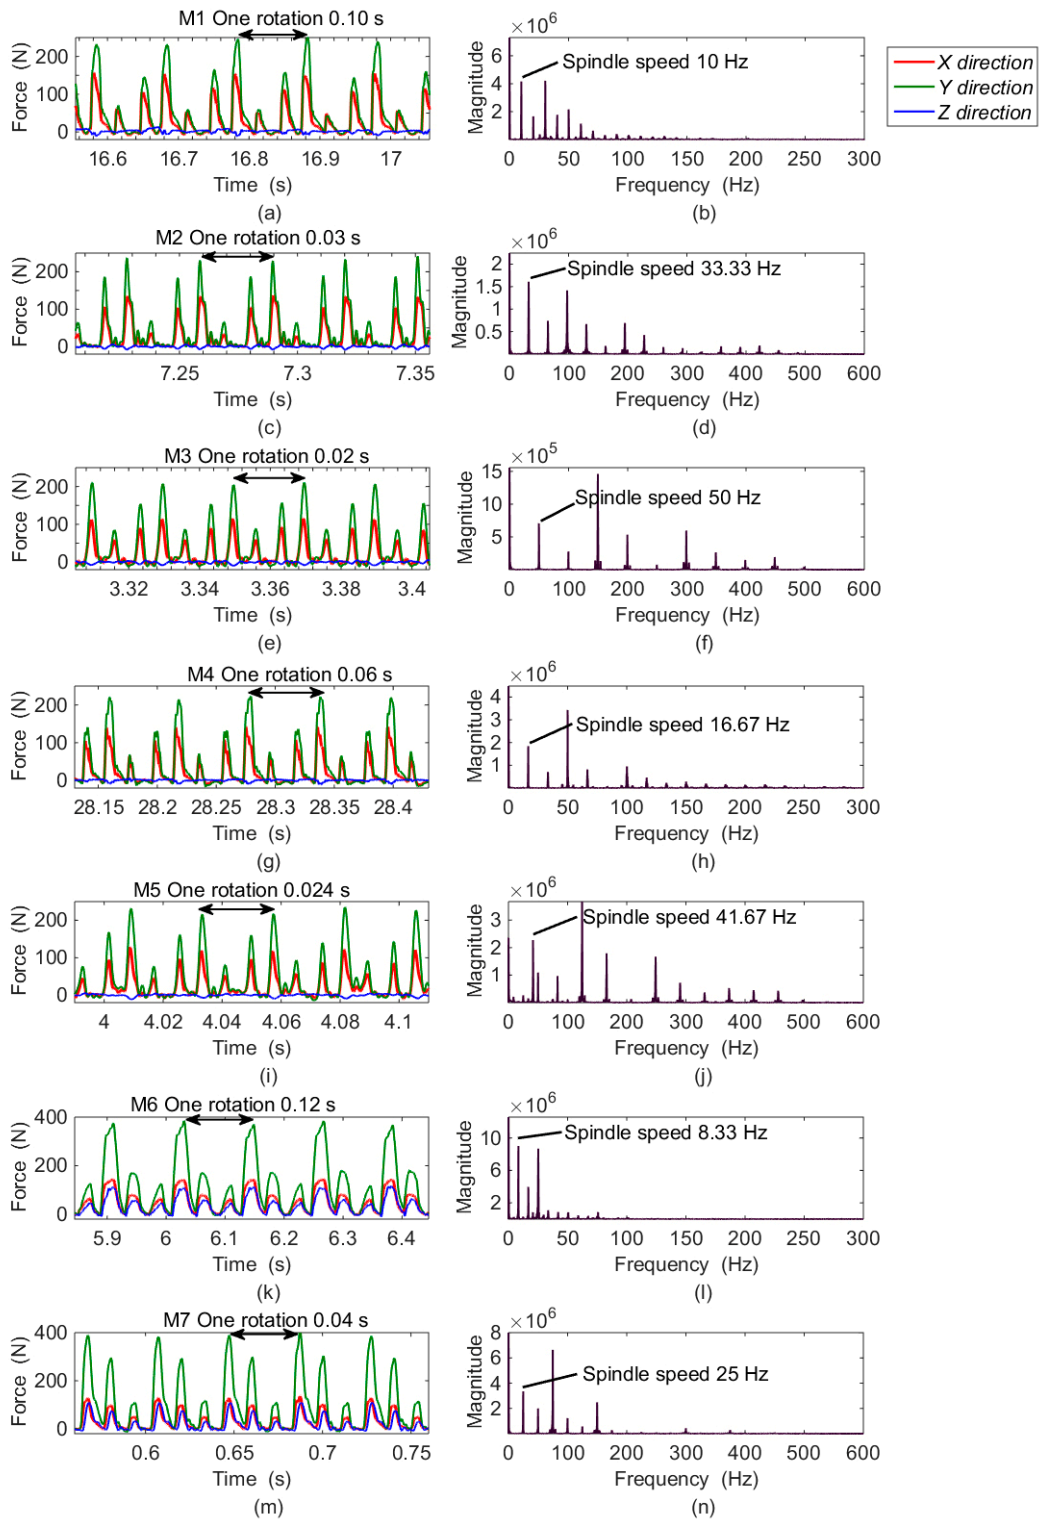 M1 One rotation 0.10 s
×10^6
Force (N)
200
100
0
16.6 16.7 16.8 16.9 17
Time (s)
(a)
Magnitude
6
4
2
Spindle speed 10 Hz
0 50 100 150 200 250 300
Frequency (Hz)
(b)
X direction
Y direction
Z direction
M2 One rotation 0.03 s
×10^6
Force (N)
200
100
0
7.25 7.3 7.35
Time (s)
(c)
Magnitude
2
1.5
1
0.5
Spindle speed 33.33 Hz
0 100 200 300 400 500 600
Frequency (Hz)
(d)
M3 One rotation 0.02 s
×10^5
Force (N)
200
100
0
3.32 3.34 3.36 3.38 3.4
Time (s)
(e)
Magnitude
15
10
5
Spindle speed 50 Hz
0 100 200 300 400 500 600
Frequency (Hz)
(f)
M4 One rotation 0.06 s
×10^6
Force (N)
200
100
0
28.15 28.2 28.25 28.3 28.35 28.4
Time (s)
(g)
Magnitude
4
3
2
1
Spindle speed 16.67 Hz
0 50 100 150 200 250 300
Frequency (Hz)
(h)
M5 One rotation 0.024 s
×10^6
Force (N)
200
100
0
4 4.02 4.04 4.06 4.08 4.1
Time (s)
(i)
Magnitude
3
2
1
Spindle speed 41.67 Hz
0 100 200 300 400 500 600
Frequency (Hz)
(j)
M6 One rotation 0.12 s
×10^6
Force (N)
400
200
0
5.9 6 6.1 6.2 6.3 6.4
Time (s)
(k)
Magnitude
10
6
2
Spindle speed 8.33 Hz
0 50 100 150 200 250 300
Frequency (Hz)
(l)
M7 One rotation 0.04 s
×10^6
Force (N)
400
200
0
0.6 0.65 0.7 0.75
Time (s)
(m)
Magnitude
8
6
4
2
Spindle speed 25 Hz
0 100 200 300 400 500 600
Frequency (Hz)
(n)